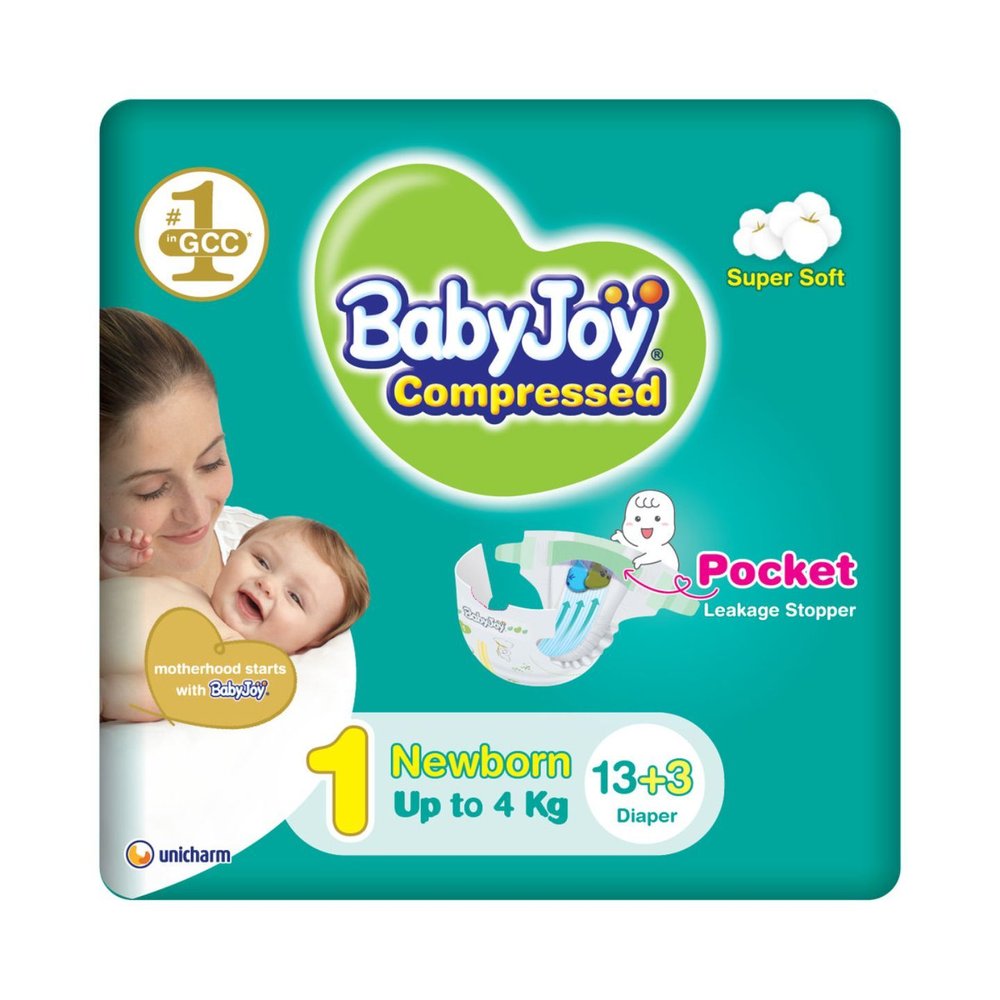 #1
in GCC*
Super Soft
BabyJoy®
Compressed
Pocket
Leakage Stopper
BabyJoy
motherhood starts
with BabyJoy
1
Newborn
Up to 4 Kg
13+3
Diaper
unicharm